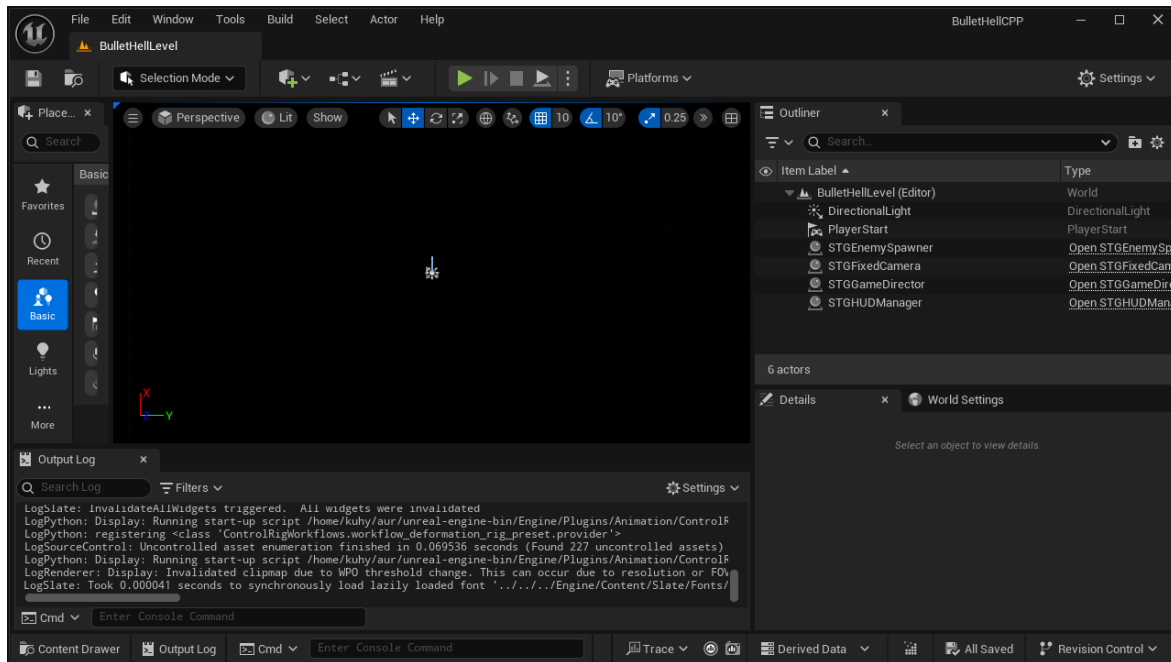 File Edit Window Tools Build Select Actor Help BulletHellCPP
BulletHellLevel
Selection Mode Platforms Settings
Place...
Search
Basic
Favorites
Recent
Basic
Lights
More
Perspective Lit Show 10 10° 0.25
X
Z Y
Outliner
Search...
Item Label Type
BulletHellLevel (Editor) World
DirectionalLight DirectionalLight
PlayerStart PlayerStart
STGEnemySpawner Open STGEnemySp
STGFixedCamera Open STGFixedCam
STGGameDirector Open STGGameDire
STGHUDManager Open STGHUDMana
6 actors
Details World Settings
Select an object to view details.
Output Log
Search Log Filters Settings
LogSlate: InvalidateAllWidgets triggered. All widgets were invalidated
LogPython: Display: Running start-up script /home/kuhy/aur/unreal-engine-bin/Engine/Plugins/Animation/ControlR
LogPython: registering <class 'ControlRigWorkflows.workflow_deformation_rig_preset.provider'>
LogSourceControl: Uncontrolled asset enumeration finished in 0.069536 seconds (Found 227 uncontrolled assets)
LogPython: Display: Running start-up script /home/kuhy/aur/unreal-engine-bin/Engine/Plugins/Animation/ControlR
LogRenderer: Display: Invalidated clipmap due to WPO threshold change. This can occur due to resolution or FOV
LogSlate: Took 0.000041 seconds to synchronously load lazily loaded font '../../../Engine/Content/Slate/Fonts/
Cmd Enter Console Command
Content Drawer Output Log Cmd Enter Console Command Trace Derived Data All Saved Revision Control